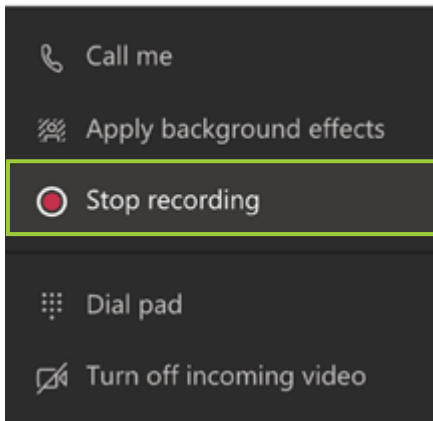 Call me
Apply background effects
Stop recording
Dial pad
Turn off incoming video